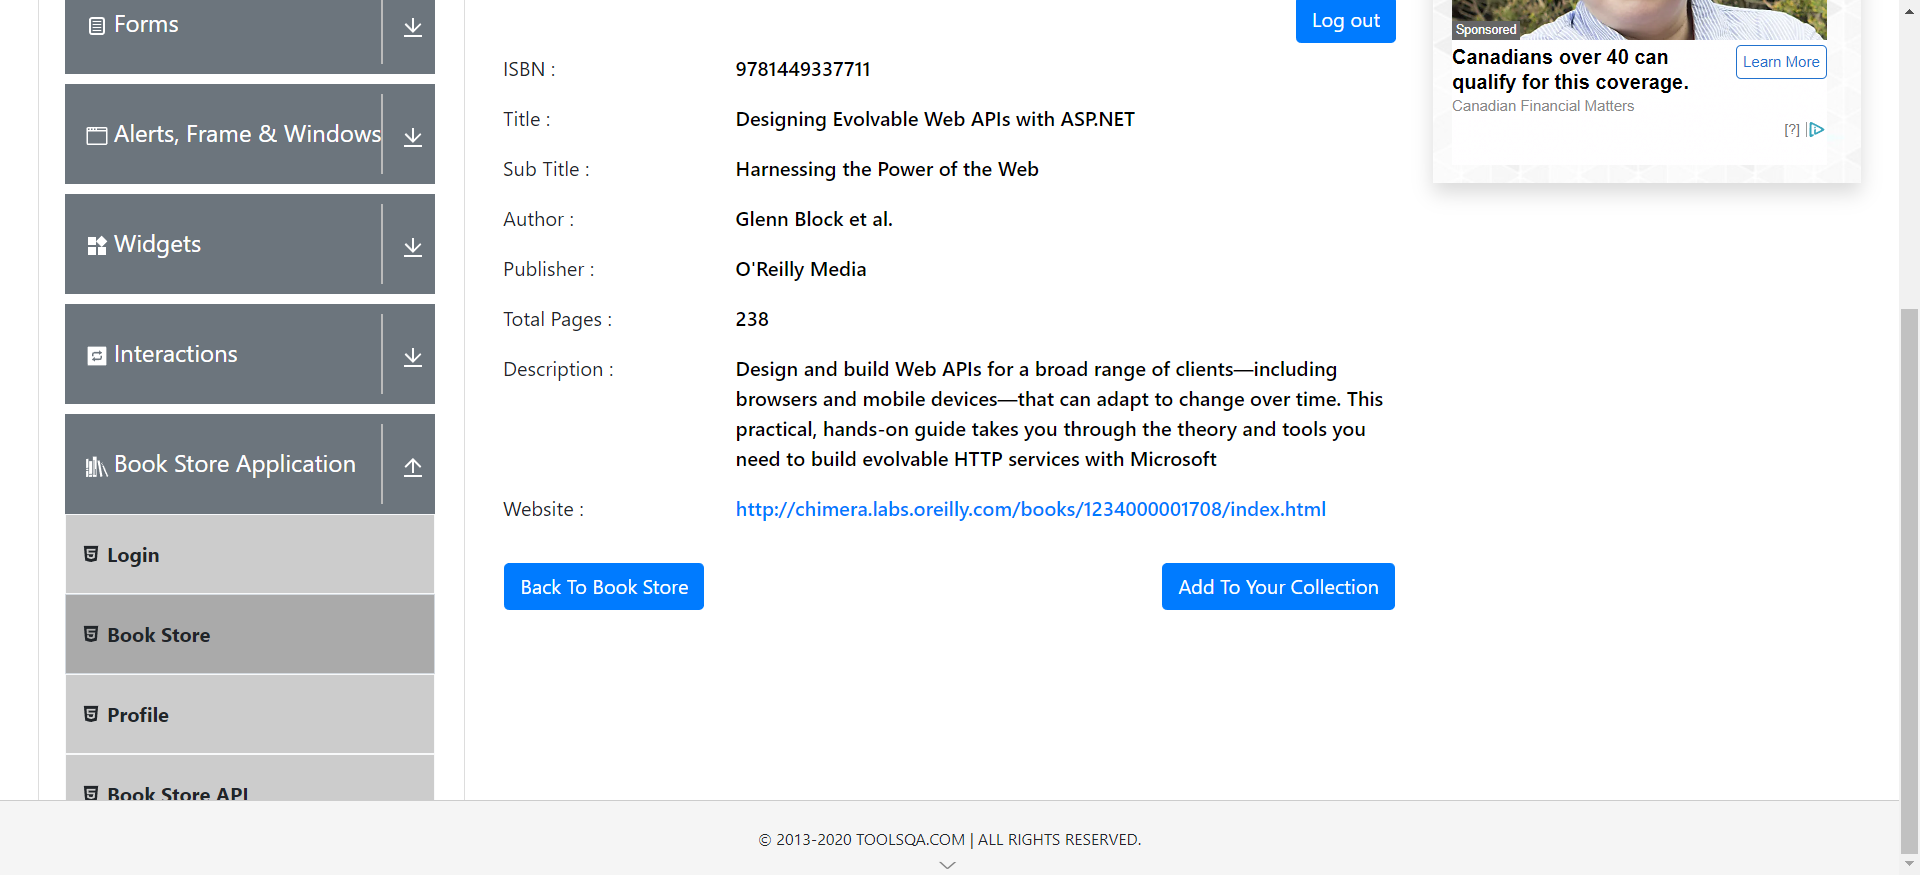 Forms
Alerts, Frame & Windows
Widgets
Interactions
Book Store Application
Login
Book Store
Profile
Book Store API
Log out
ISBN : 9781449337711
Title : Designing Evolvable Web APIs with ASP.NET
Sub Title : Harnessing the Power of the Web
Author : Glenn Block et al.
Publisher : O'Reilly Media
Total Pages : 238
Description : Design and build Web APIs for a broad range of clients—including
browsers and mobile devices—that can adapt to change over time. This
practical, hands-on guide takes you through the theory and tools you
need to build evolvable HTTP services with Microsoft
Website : http://chimera.labs.oreilly.com/books/1234000001708/index.html
Back To Book Store
Add To Your Collection
Sponsored
Canadians over 40 can
qualify for this coverage.
Canadian Financial Matters
Learn More
[?]
© 2013-2020 TOOLSQA.COM | ALL RIGHTS RESERVED.